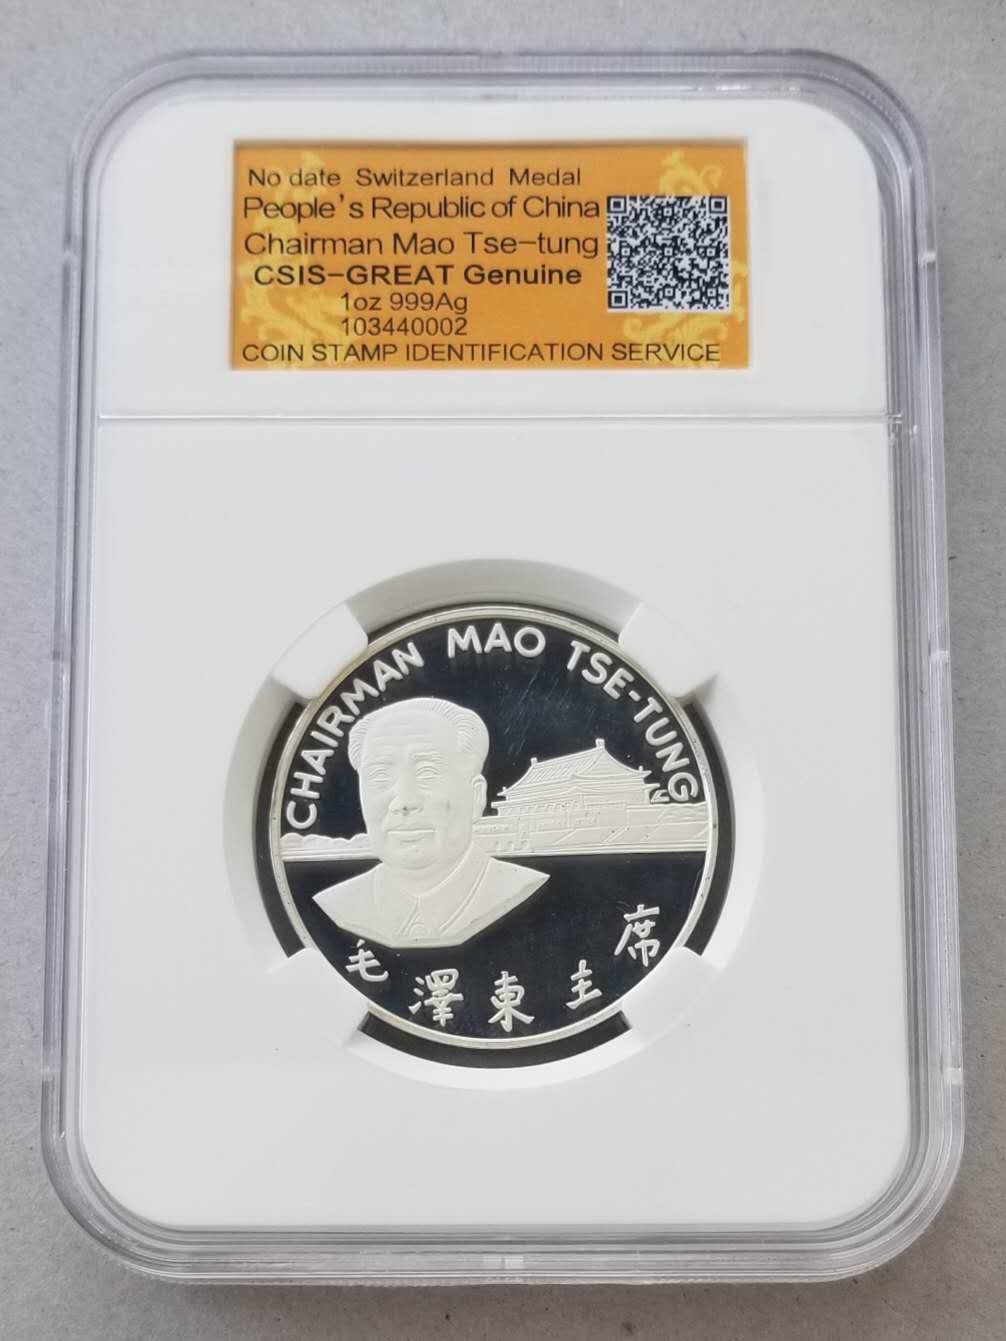 No date Switzerland Medal
People's Republic of China
Chairman Mao Tse-tung
CSIS-GREAT Genuine
1oz 999Ag
103440002
COIN STAMP IDENTIFICATION SERVICE
CHAIRMAN MAO TSE-TUNG
毛澤東主席